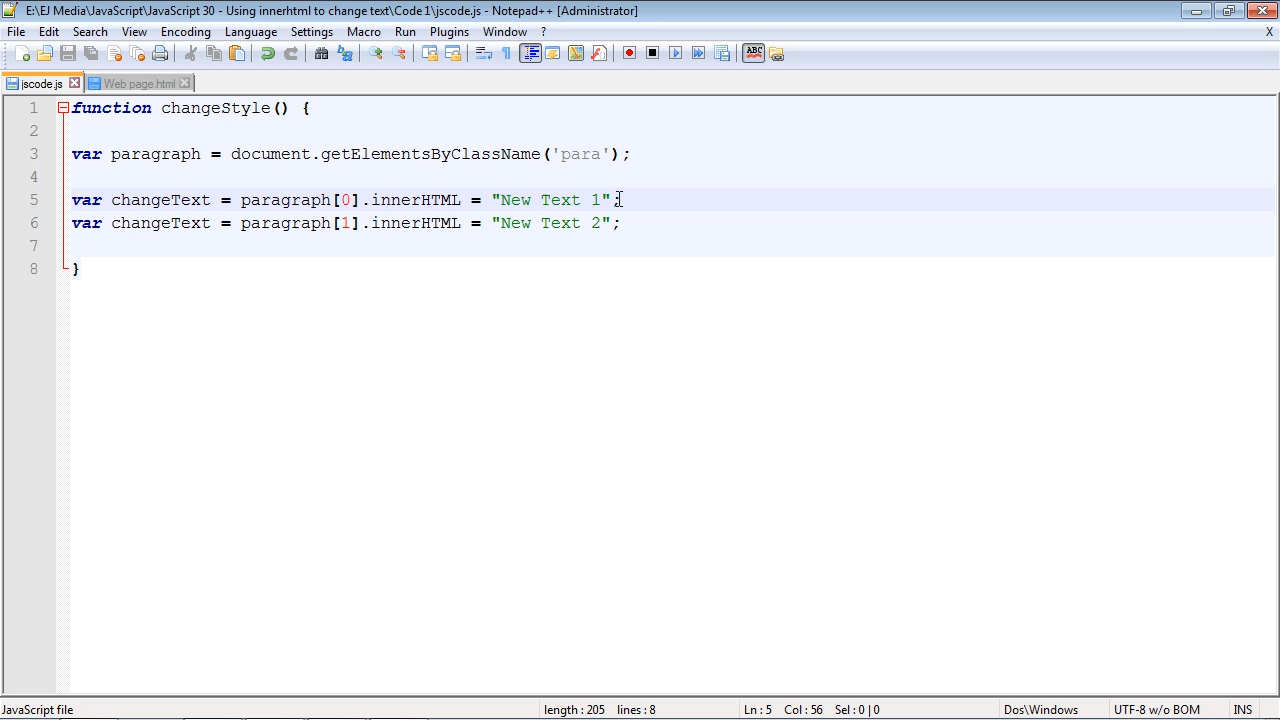 E:\EJ Media\JavaScript\JavaScript 30 - Using innerhtml to change text\Code 1\jscode.js - Notepad++ [Administrator]
File Edit Search View Encoding Language Settings Macro Run Plugins Window ? X
jscode.js Web page.html
1 function changeStyle() {
2
3 var paragraph = document.getElementsByClassName('para');
4
5 var changeText = paragraph[0].innerHTML = "New Text 1";
6 var changeText = paragraph[1].innerHTML = "New Text 2";
7
8 }
JavaScript file length : 205 lines : 8 Ln : 5 Col : 56 Sel : 0 | 0 Dos\Windows UTF-8 w/o BOM INS